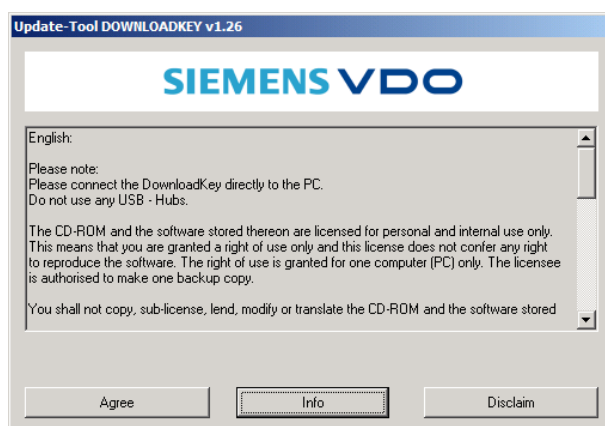 Update-Tool DOWNLOADKEY v1.26
SIEMENS VDO
English:
Please note:
Please connect the DownloadKey directly to the PC.
Do not use any USB - Hubs.
The CD-ROM and the software stored thereon are licensed for personal and internal use only.
This means that you are granted a right of use only and this license does not confer any right
to reproduce the software. The right of use is granted for one computer (PC) only. The licensee
is authorised to make one backup copy.
You shall not copy, sub-license, lend, modify or translate the CD-ROM and the software stored
Agree
Info
Disclaim